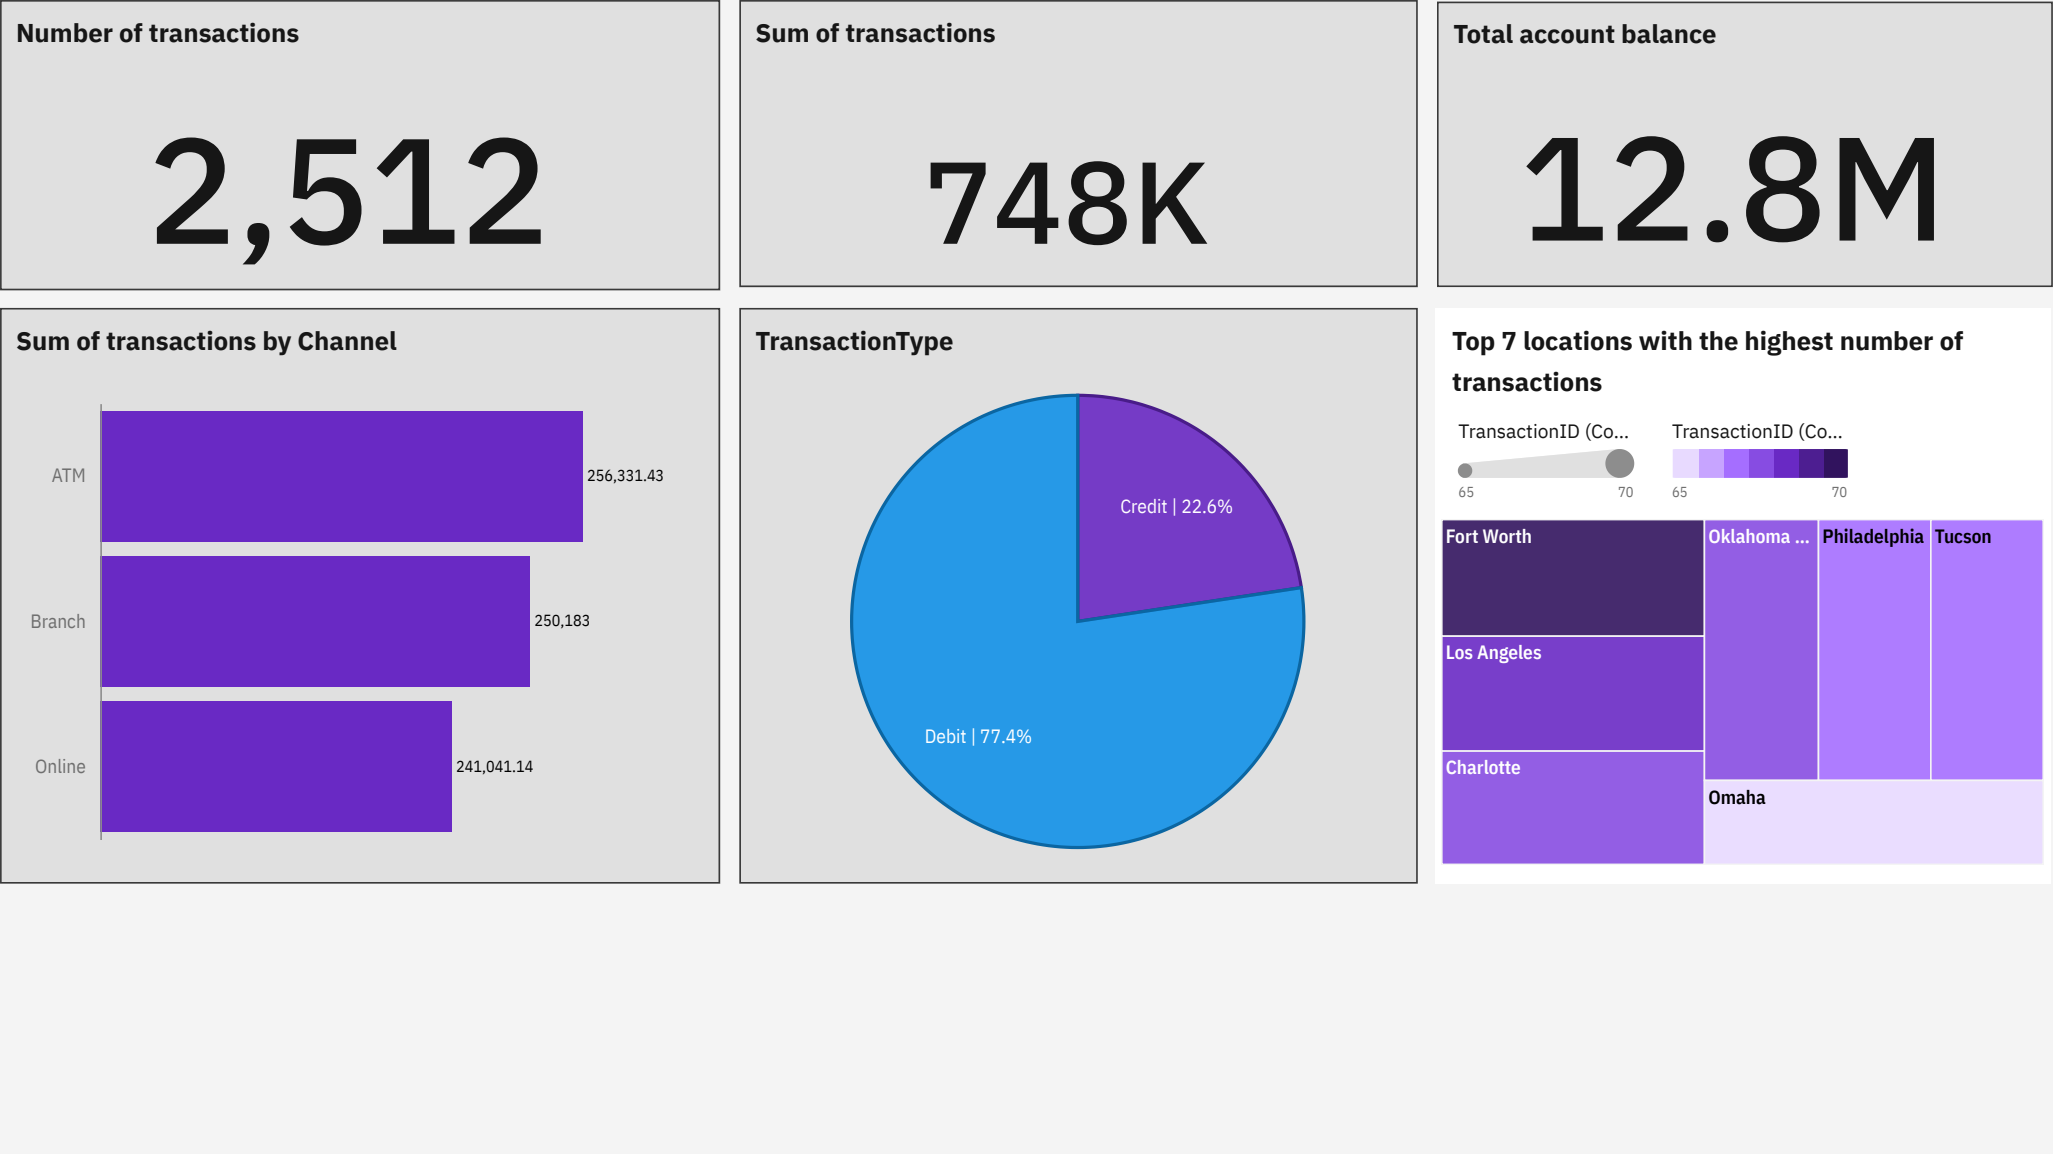 Number of transactions
2,512
Sum of transactions
748K
Total account balance
12.8M
Sum of transactions by Channel
ATM
256,331.43
Branch
250,183
Online
241,041.14
TransactionType
Credit | 22.6%
Debit | 77.4%
Top 7 locations with the highest number of
transactions
TransactionID (Co...
65
70
TransactionID (Co...
65
70
Fort Worth
Los Angeles
Charlotte
Oklahoma ...
Philadelphia
Tucson
Omaha